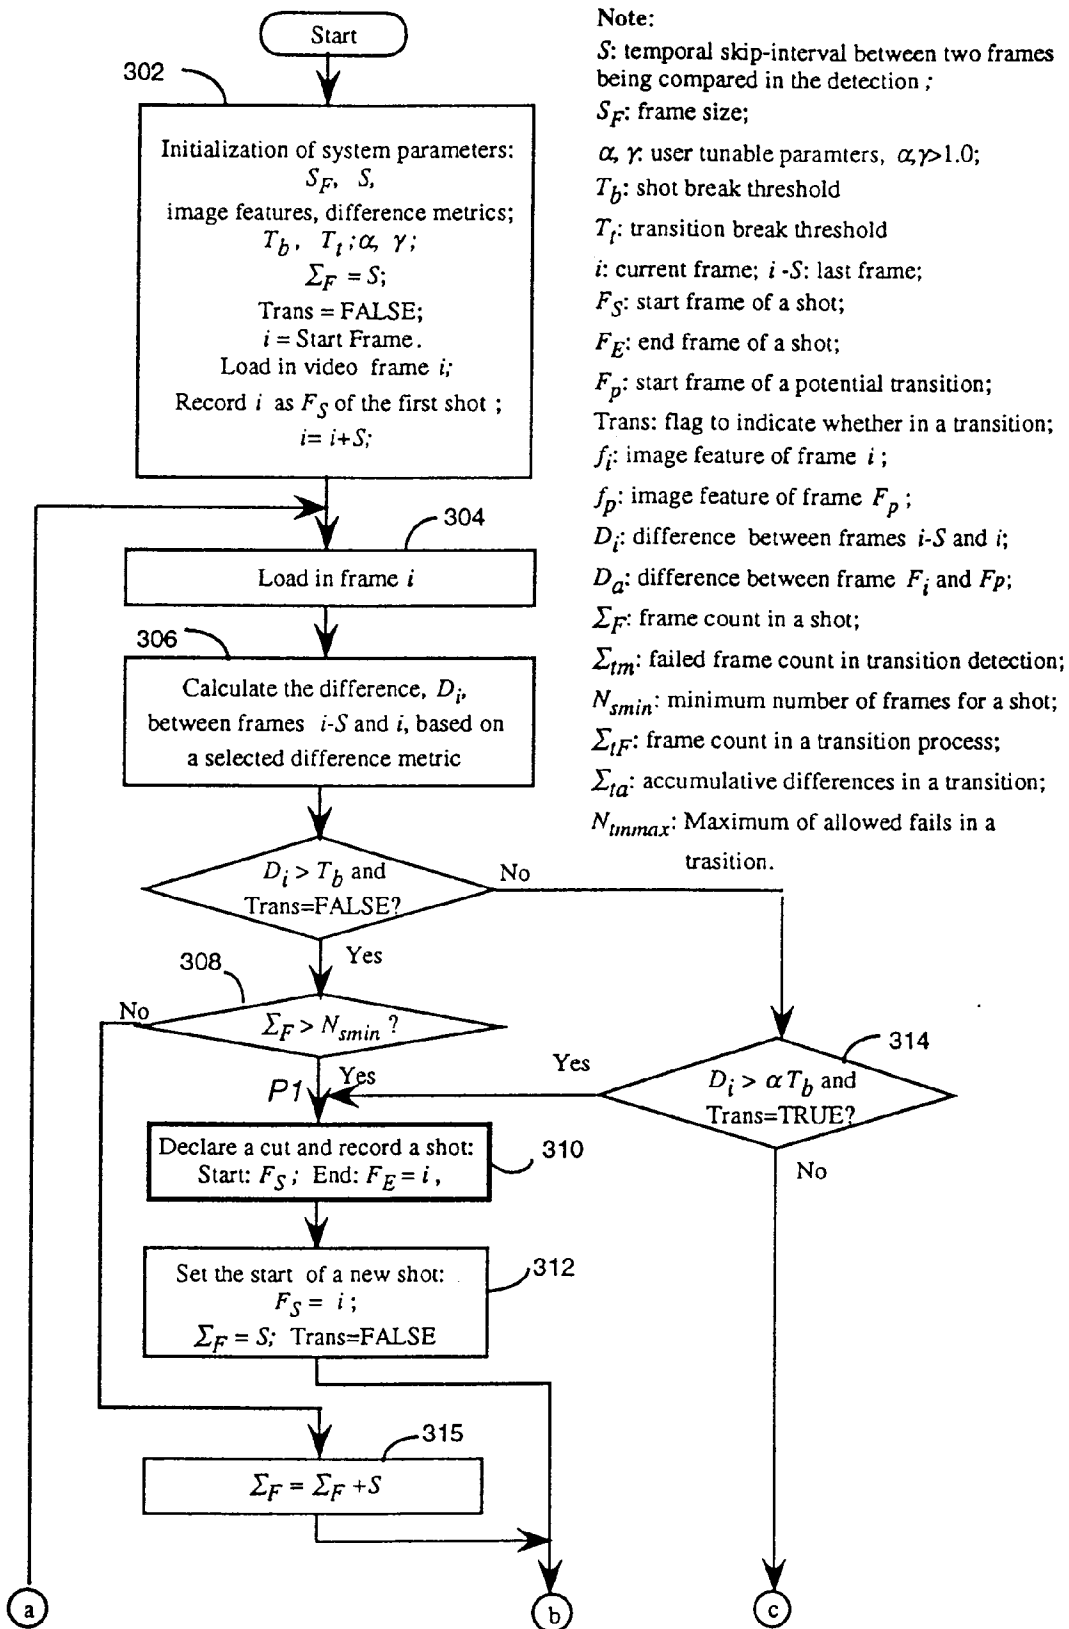 Start
302
Initialization of system parameters:
S_F, S,
image features, difference metrics;
T_b, T_t; α, γ;
Σ_F = S;
Trans = FALSE;
i = Start Frame.
Load in video frame i;
Record i as F_S of the first shot ;
i= i+S;
304
Load in frame i
306
Calculate the difference, D_i,
between frames i-S and i, based on
a selected difference metric
D_i > T_b and
Trans=FALSE?
No
Yes
308
No
Σ_F > N_smin ?
Yes
P1
314
Yes
D_i > α T_b and
Trans=TRUE?
No
Declare a cut and record a shot:
Start: F_S ; End: F_E = i ,
310
Set the start of a new shot:
F_S = i ;
Σ_F = S; Trans=FALSE
312
315
Σ_F = Σ_F +S
a
b
c
Note:
S: temporal skip-interval between two frames
being compared in the detection ;
S_F: frame size;
α, γ: user tunable paramters, α,γ>1.0;
T_b: shot break threshold
T_t: transition break threshold
i: current frame; i -S: last frame;
F_S: start frame of a shot;
F_E: end frame of a shot;
F_p: start frame of a potential transition;
Trans: flag to indicate whether in a transition;
f_i: image feature of frame i ;
f_p: image feature of frame F_p ;
D_i: difference between frames i-S and i;
D_a: difference between frame F_i and Fp;
Σ_F: frame count in a shot;
Σ_tm: failed frame count in transition detection;
N_smin: minimum number of frames for a shot;
Σ_tF: frame count in a transition process;
Σ_ta: accumulative differences in a transition;
N_tmmax: Maximum of allowed fails in a
trasition.